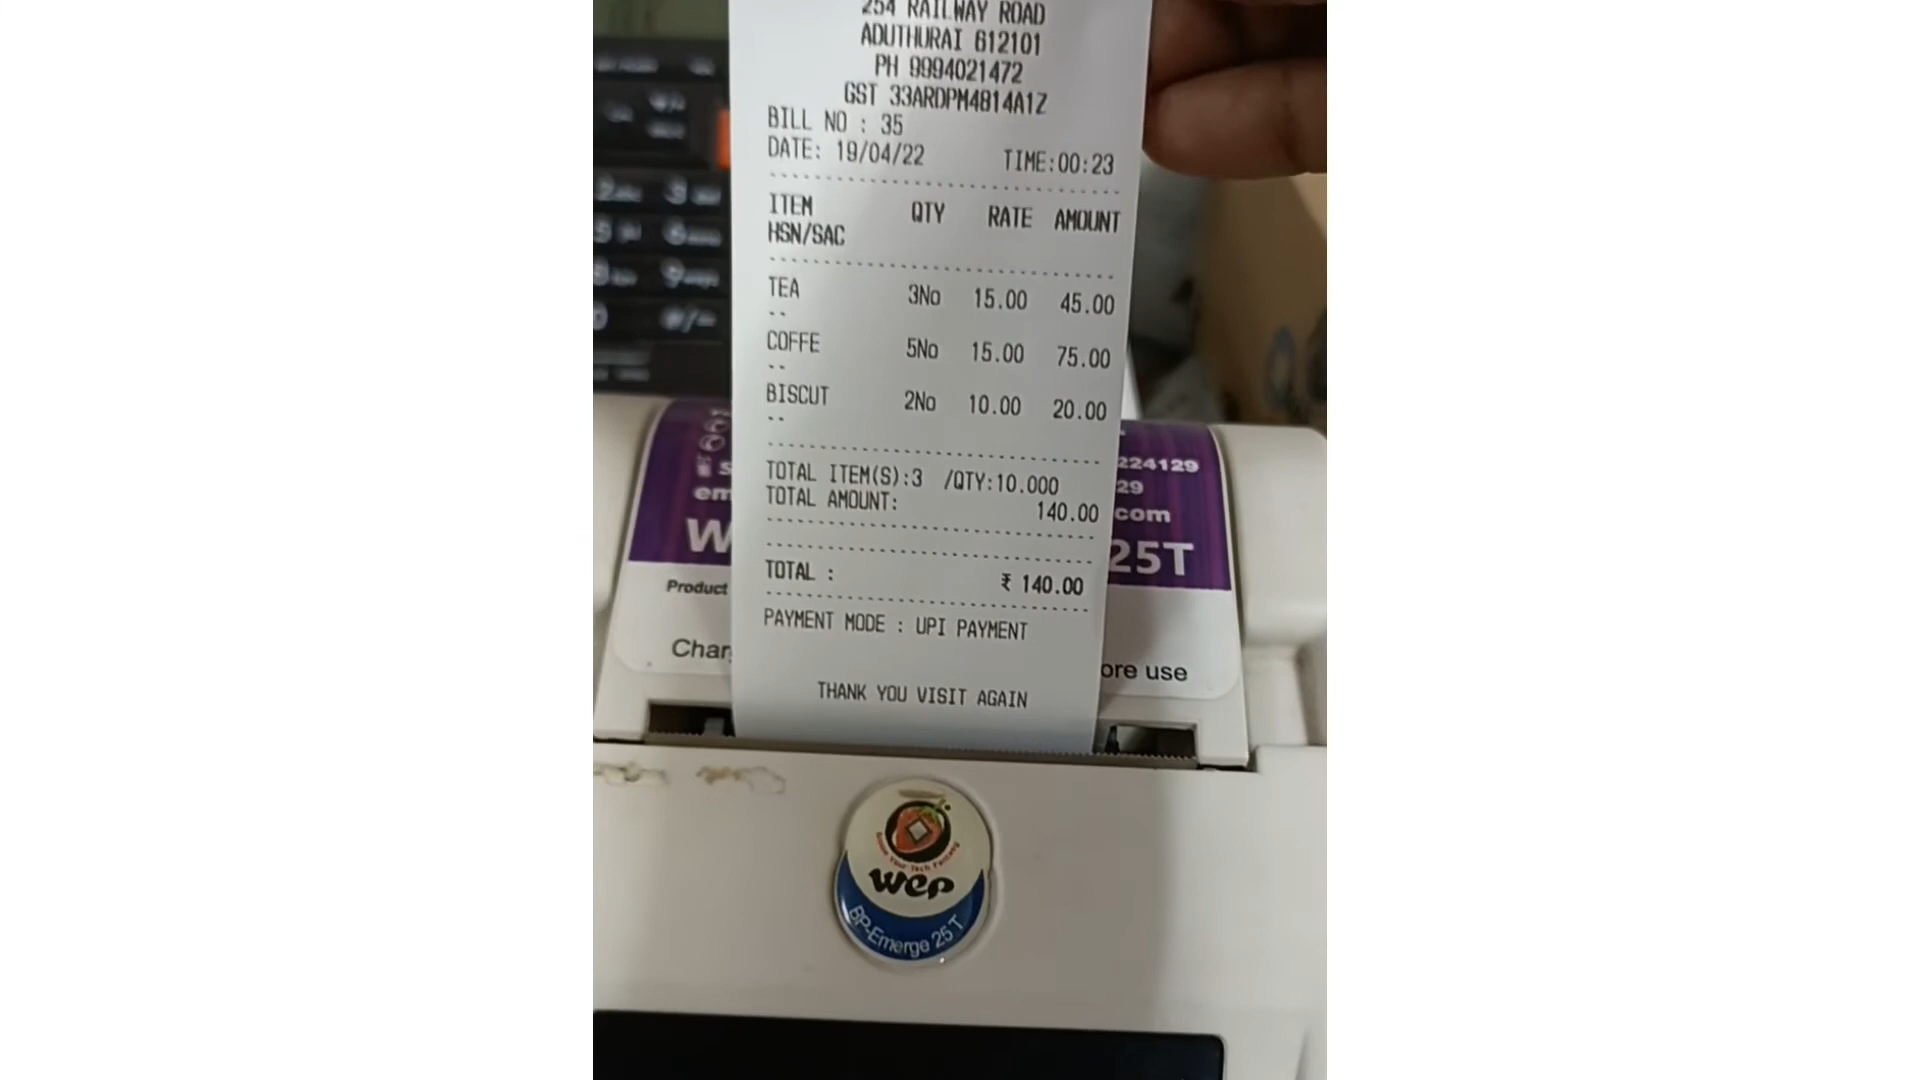 254 RAILWAY ROAD
ADUTHURAI 612101
PH 9994021472
GST 33ARDPM4814A1Z
BILL NO : 35
DATE: 19/04/22 TIME:00:23
ITEM QTY RATE AMOUNT
HSN/SAC
TEA 3No 15.00 45.00
--
COFFE 5No 15.00 75.00
--
BISCUT 2No 10.00 20.00
--
TOTAL ITEM(S):3 /QTY:10.000
TOTAL AMOUNT: 140.00
TOTAL : ₹ 140.00
PAYMENT MODE : UPI PAYMENT
THANK YOU VISIT AGAIN
224129
29
em com
W 25T
Product
Char ore use
wep
BP-Emerge 25 T